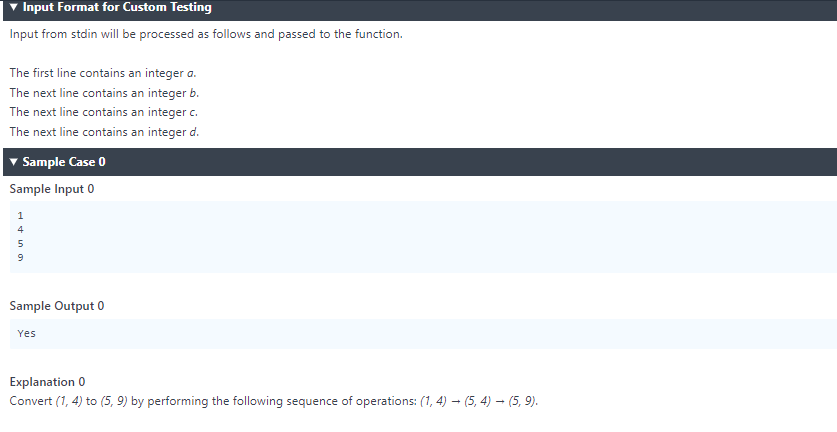 ▼ Input Format for Custom Testing
Input from stdin will be processed as follows and passed to the function.
The first line contains an integer a.
The next line contains an integer b.
The next line contains an integer c.
The next line contains an integer d.
▼ Sample Case 0
Sample Input 0
1
4
5
9
Sample Output 0
Yes
Explanation 0
Convert (1, 4) to (5, 9) by performing the following sequence of operations: (1, 4) → (5, 4) → (5, 9).